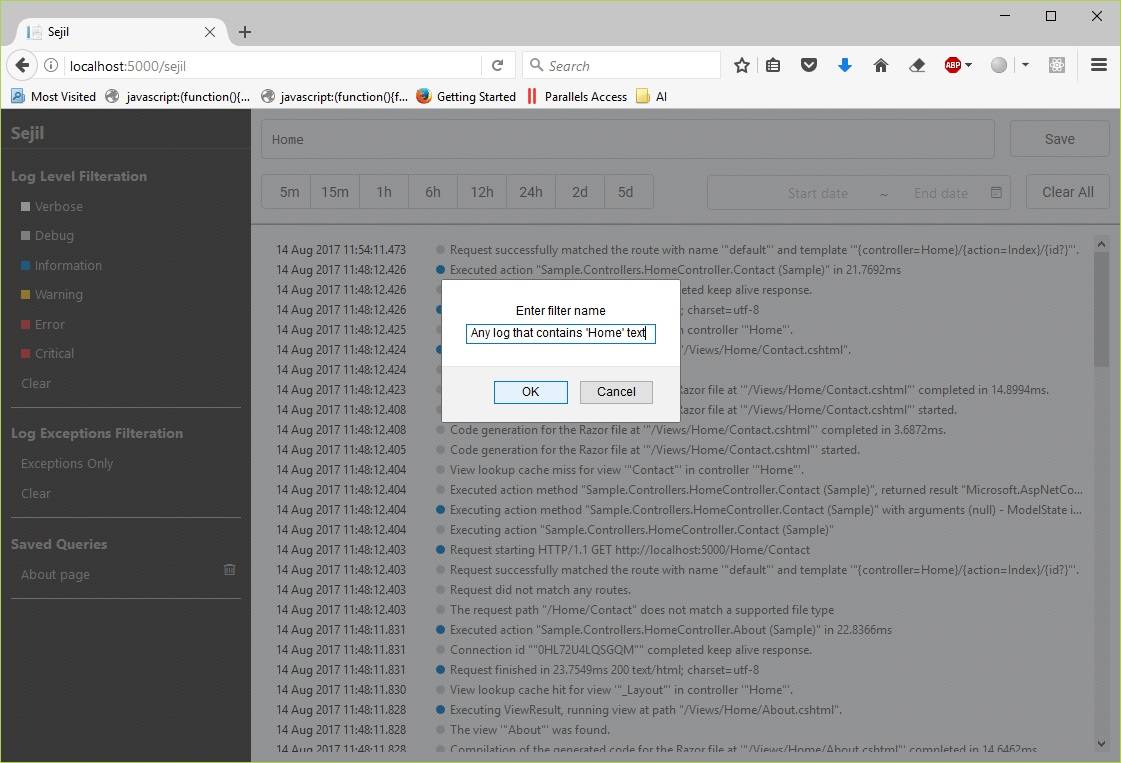 Sejil
localhost:5000/sejil
Search
ABP
Most Visited
javascript:(function(){...
javascript:(function(){f...
Getting Started
Parallels Access
AI
Sejil
Log Level Filteration
Verbose
Debug
Information
Warning
Error
Critical
Clear
Log Exceptions Filteration
Exceptions Only
Clear
Saved Queries
About page
Home
Save
5m 15m 1h 6h 12h 24h 2d 5d
Start date ~ End date
Clear All
14 Aug 2017 11:54:11.473 Request successfully matched the route with name '"default"' and template '"{controller=Home}/{action=Index}/{id?}"'.
14 Aug 2017 11:48:12.426 Executed action "Sample.Controllers.HomeController.Contact (Sample)" in 21.7692ms
14 Aug 2017 11:48:12.426 eted keep alive response.
14 Aug 2017 11:48:12.426 l; charset=utf-8
14 Aug 2017 11:48:12.425 in controller '"Home"'.
14 Aug 2017 11:48:12.424 "/Views/Home/Contact.cshtml".
14 Aug 2017 11:48:12.424
14 Aug 2017 11:48:12.423 Razor file at '"/Views/Home/Contact.cshtml"' completed in 14.8994ms.
14 Aug 2017 11:48:12.408 Razor file at '"/Views/Home/Contact.cshtml"' started.
14 Aug 2017 11:48:12.408 Code generation for the Razor file at '"/Views/Home/Contact.cshtml"' completed in 3.6872ms.
14 Aug 2017 11:48:12.405 Code generation for the Razor file at '"/Views/Home/Contact.cshtml"' started.
14 Aug 2017 11:48:12.404 View lookup cache miss for view '"Contact"' in controller '"Home"'.
14 Aug 2017 11:48:12.404 Executed action method "Sample.Controllers.HomeController.Contact (Sample)", returned result "Microsoft.AspNetCo...
14 Aug 2017 11:48:12.404 Executing action method "Sample.Controllers.HomeController.Contact (Sample)" with arguments (null) - ModelState i...
14 Aug 2017 11:48:12.404 Executing action "Sample.Controllers.HomeController.Contact (Sample)"
14 Aug 2017 11:48:12.403 Request starting HTTP/1.1 GET http://localhost:5000/Home/Contact
14 Aug 2017 11:48:12.403 Request successfully matched the route with name '"default"' and template '"{controller=Home}/{action=Index}/{id?}"'.
14 Aug 2017 11:48:12.403 Request did not match any routes.
14 Aug 2017 11:48:12.403 The request path "/Home/Contact" does not match a supported file type
14 Aug 2017 11:48:11.831 Executed action "Sample.Controllers.HomeController.About (Sample)" in 22.8366ms
14 Aug 2017 11:48:11.831 Connection id ""0HL72U4LQSGQM"" completed keep alive response.
14 Aug 2017 11:48:11.831 Request finished in 23.7549ms 200 text/html; charset=utf-8
14 Aug 2017 11:48:11.830 View lookup cache hit for view '"_Layout"' in controller '"Home"'.
14 Aug 2017 11:48:11.828 Executing ViewResult, running view at path "/Views/Home/About.cshtml".
14 Aug 2017 11:48:11.828 The view '"About"' was found.
14 Aug 2017 11:48:11.828 Compilation of the generated code for the Razor file at '"/Views/Home/About.cshtml"' completed in 14.6462ms.
Enter filter name
Any log that contains 'Home' text
OK Cancel